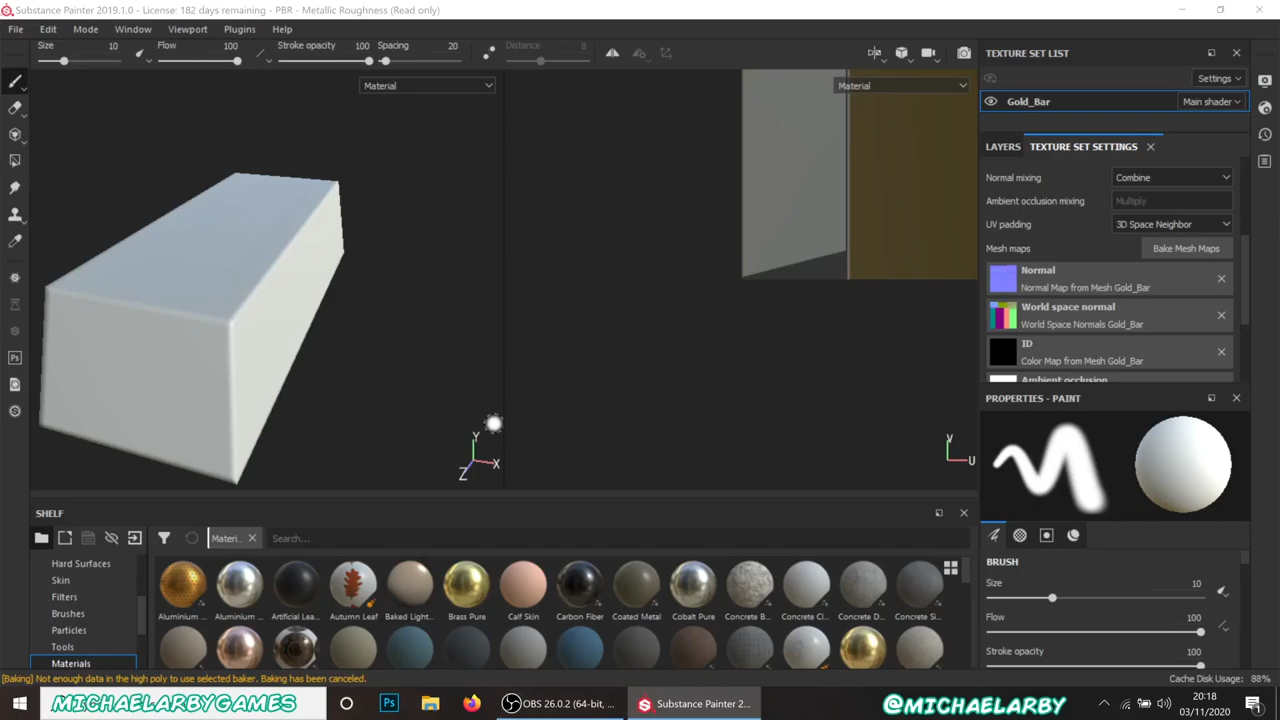 Substance Painter 2019.1.0 - License: 182 days remaining - PBR - Metallic Roughness (Read only)
File Edit Mode Window Viewport Plugins Help
Size 10 Flow 100 Stroke opacity 100 Spacing 20 Distance 8
Material
Material
TEXTURE SET LIST
Settings
Gold_Bar Main shader
LAYERS TEXTURE SET SETTINGS
Normal mixing Combine
Ambient occlusion mixing Multiply
UV padding 3D Space Neighbor
Mesh maps Bake Mesh Maps
Normal
Normal Map from Mesh Gold_Bar
World space normal
World Space Normals Gold_Bar
ID
Color Map from Mesh Gold_Bar
Ambient occlusion
Y
X
Z
V
U
Ps
PROPERTIES - PAINT
BRUSH
Size 10
Flow 100
Stroke opacity 100
SHELF
Materi...
Search...
Hard Surfaces
Skin
Filters
Brushes
Particles
Tools
Materials
Aluminium ... Aluminium ... Artificial Lea... Autumn Leaf Baked Light... Brass Pure Calf Skin Carbon Fiber Coated Metal Cobalt Pure Concrete B... Concrete Cl... Concrete D... Concrete Si...
[Baking] Not enough data in the high poly to use selected baker. Baking has been canceled.
Cache Disk Usage: 88%
MICHAELARBYGAMES
Ps
OBS 26.0.2 (64-bit, ...
Substance Painter 2...
@MICHAELARBY
20:18
03/11/2020
1